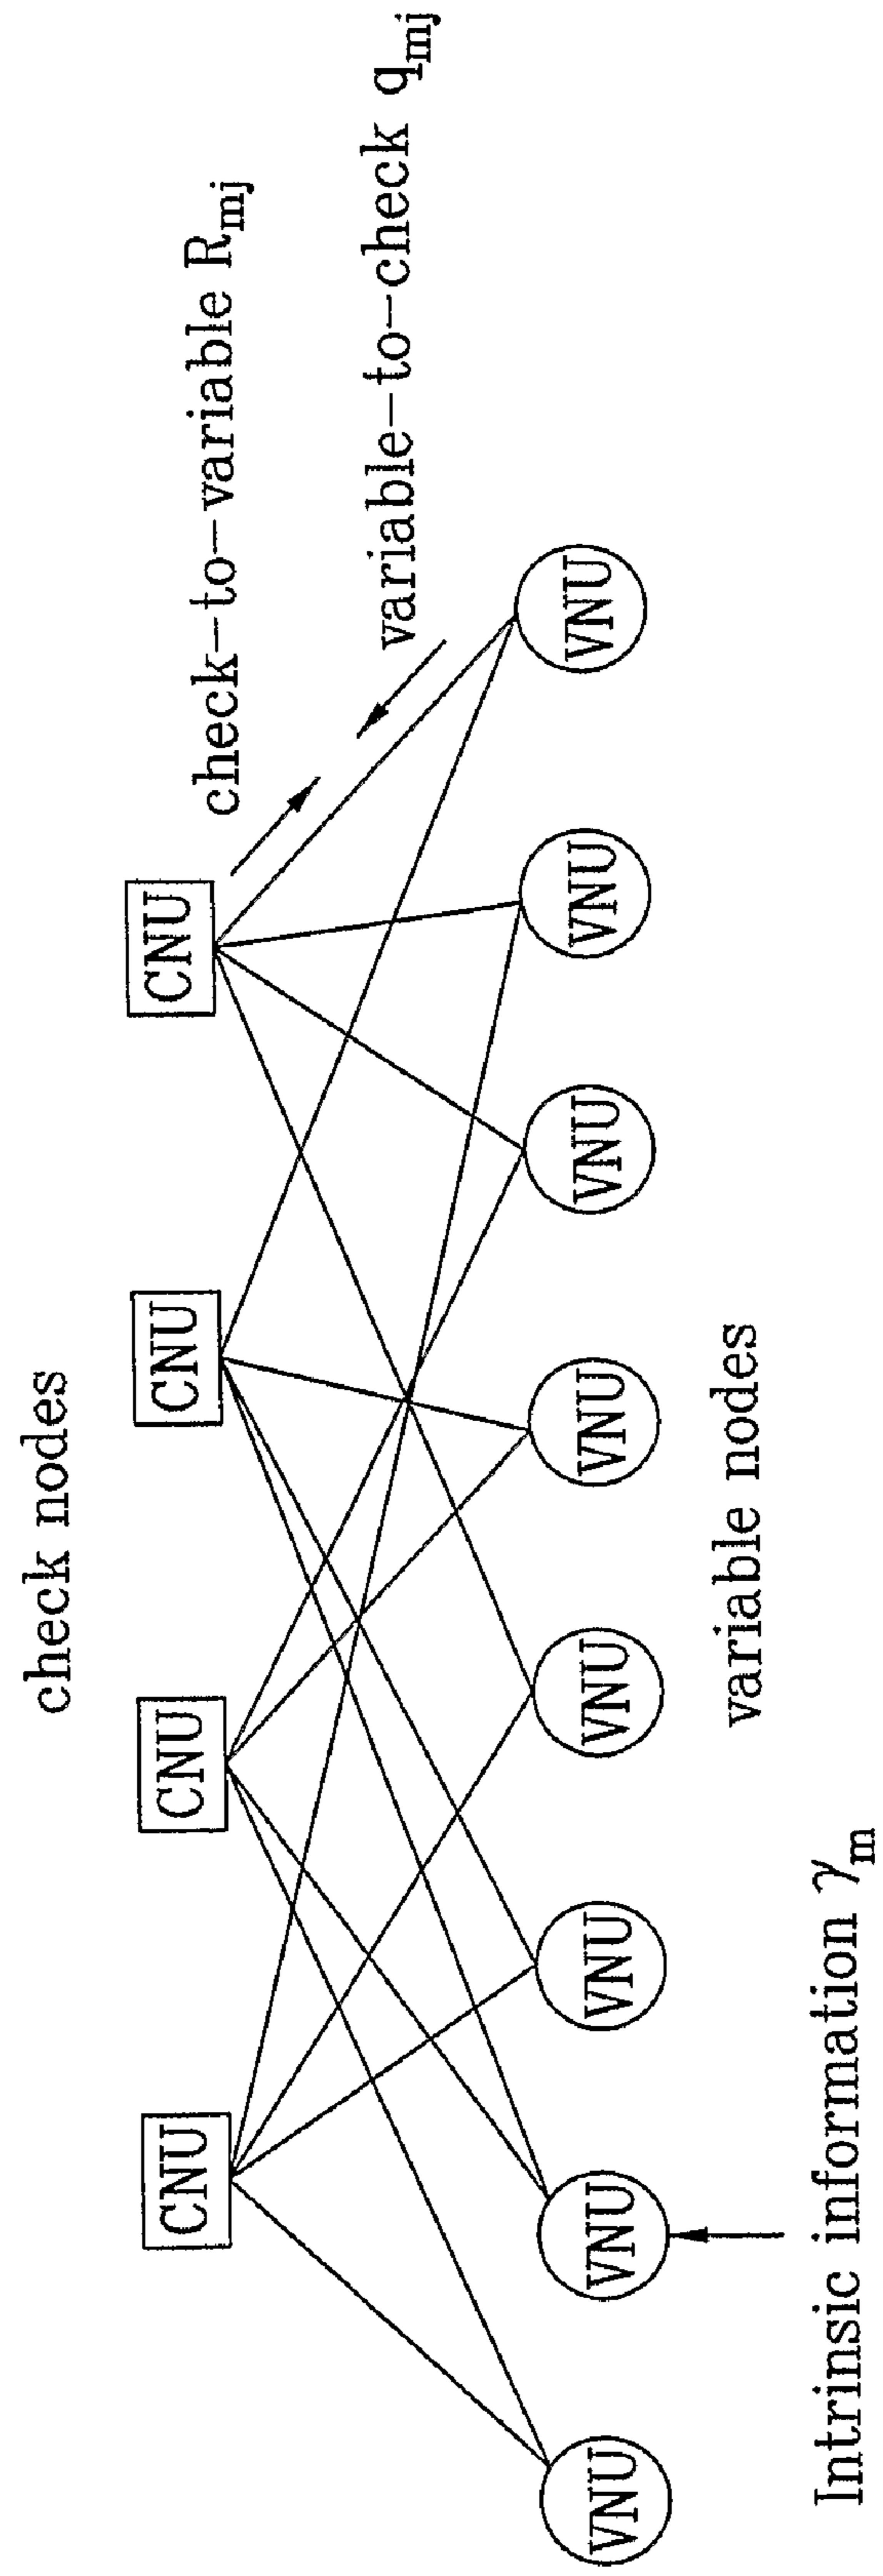 check nodes
CNU
CNU
CNU
CNU
check-to-variable R_mj
variable-to-check q_mj
VNU
VNU
VNU
VNU
VNU
VNU
VNU
VNU
variable nodes
Intrinsic information γ_m